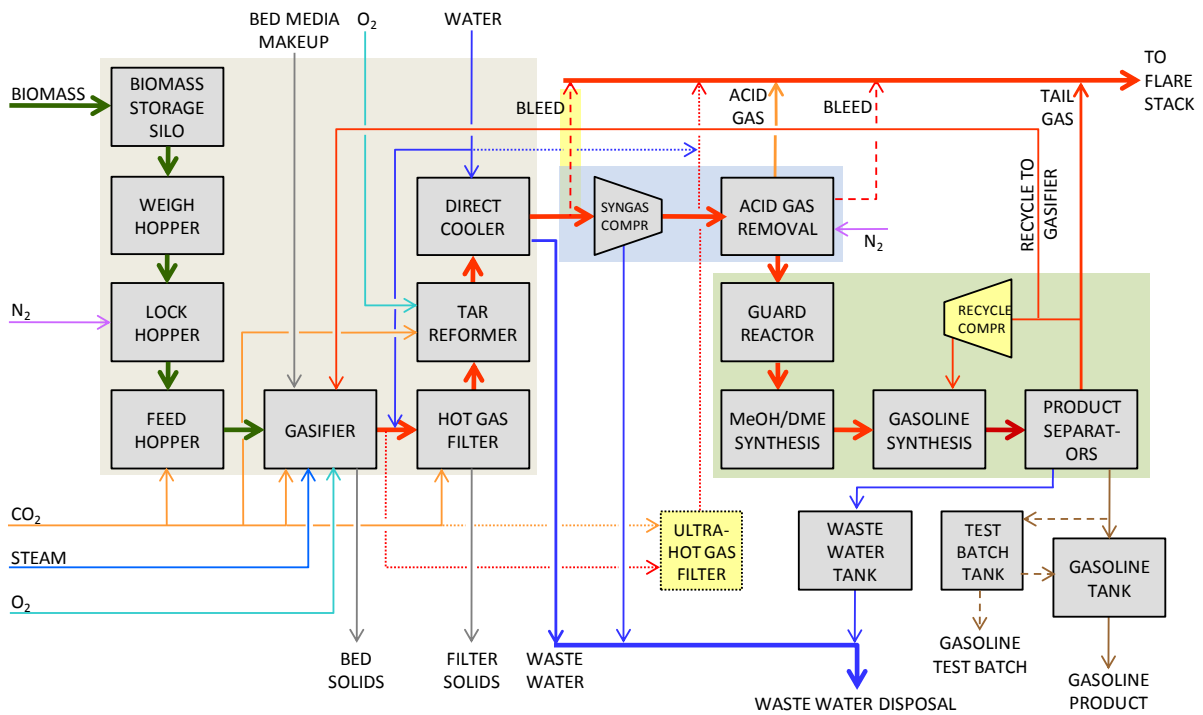 BED MEDIA
MAKEUP
O₂
WATER
TO
FLARE
STACK
BIOMASS
BIOMASS
STORAGE
SILO
BLEED
ACID
GAS
BLEED
TAIL
GAS
WEIGH
HOPPER
DIRECT
COOLER
SYNGAS
COMPR
ACID GAS
REMOVAL
RECYCLE TO
GASIFIER
N₂
N₂
LOCK
HOPPER
TAR
REFORMER
GUARD
REACTOR
RECYCLE
COMPR
FEED
HOPPER
GASIFIER
HOT GAS
FILTER
MeOH/DME
SYNTHESIS
GASOLINE
SYNTHESIS
PRODUCT
SEPARAT-
ORS
CO₂
STEAM
O₂
ULTRA-
HOT GAS
FILTER
WASTE
WATER
TANK
TEST
BATCH
TANK
GASOLINE
TANK
BED
SOLIDS
FILTER
SOLIDS
WASTE
WATER
GASOLINE
TEST BATCH
WASTE WATER DISPOSAL
GASOLINE
PRODUCT